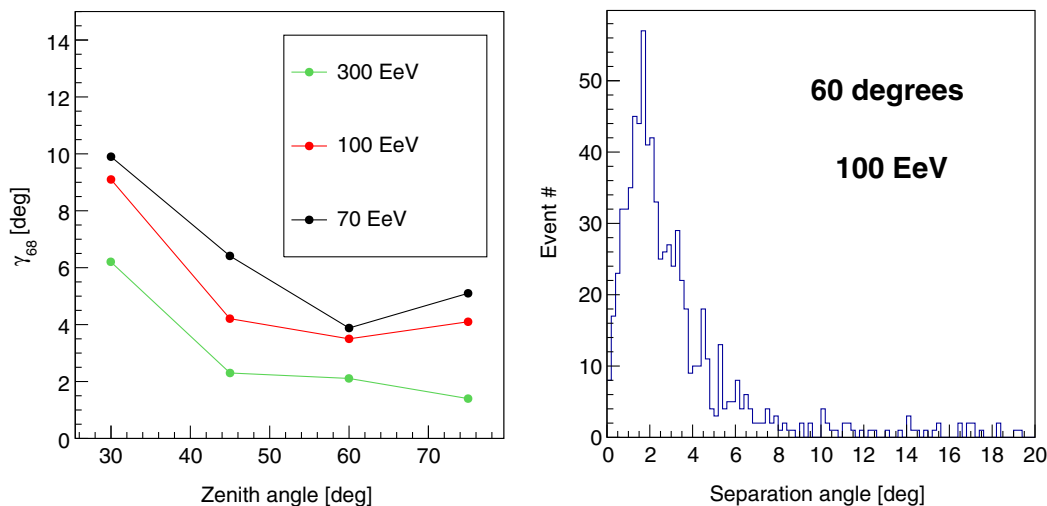 14
12
10
8
6
4
2
0
γ68 [deg]
300 EeV
100 EeV
70 EeV
30 40 50 60 70
Zenith angle [deg]
50
40
30
20
10
0
Event #
60 degrees
100 EeV
0 2 4 6 8 10 12 14 16 18 20
Separation angle [deg]